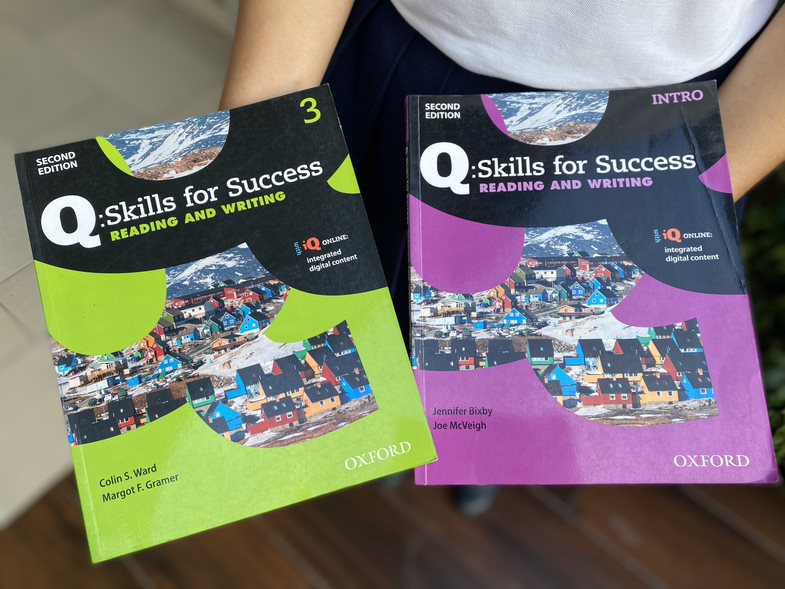 SECOND
EDITION
3
Q:Skills for Success
READING AND WRITING
with iQ ONLINE:
integrated
digital content
Colin S. Ward
Margot F. Gramer
OXFORD
SECOND
EDITION
INTRO
Q:Skills for Success
READING AND WRITING
with iQ ONLINE:
integrated
digital content
Jennifer Bixby
Joe McVeigh
OXFORD